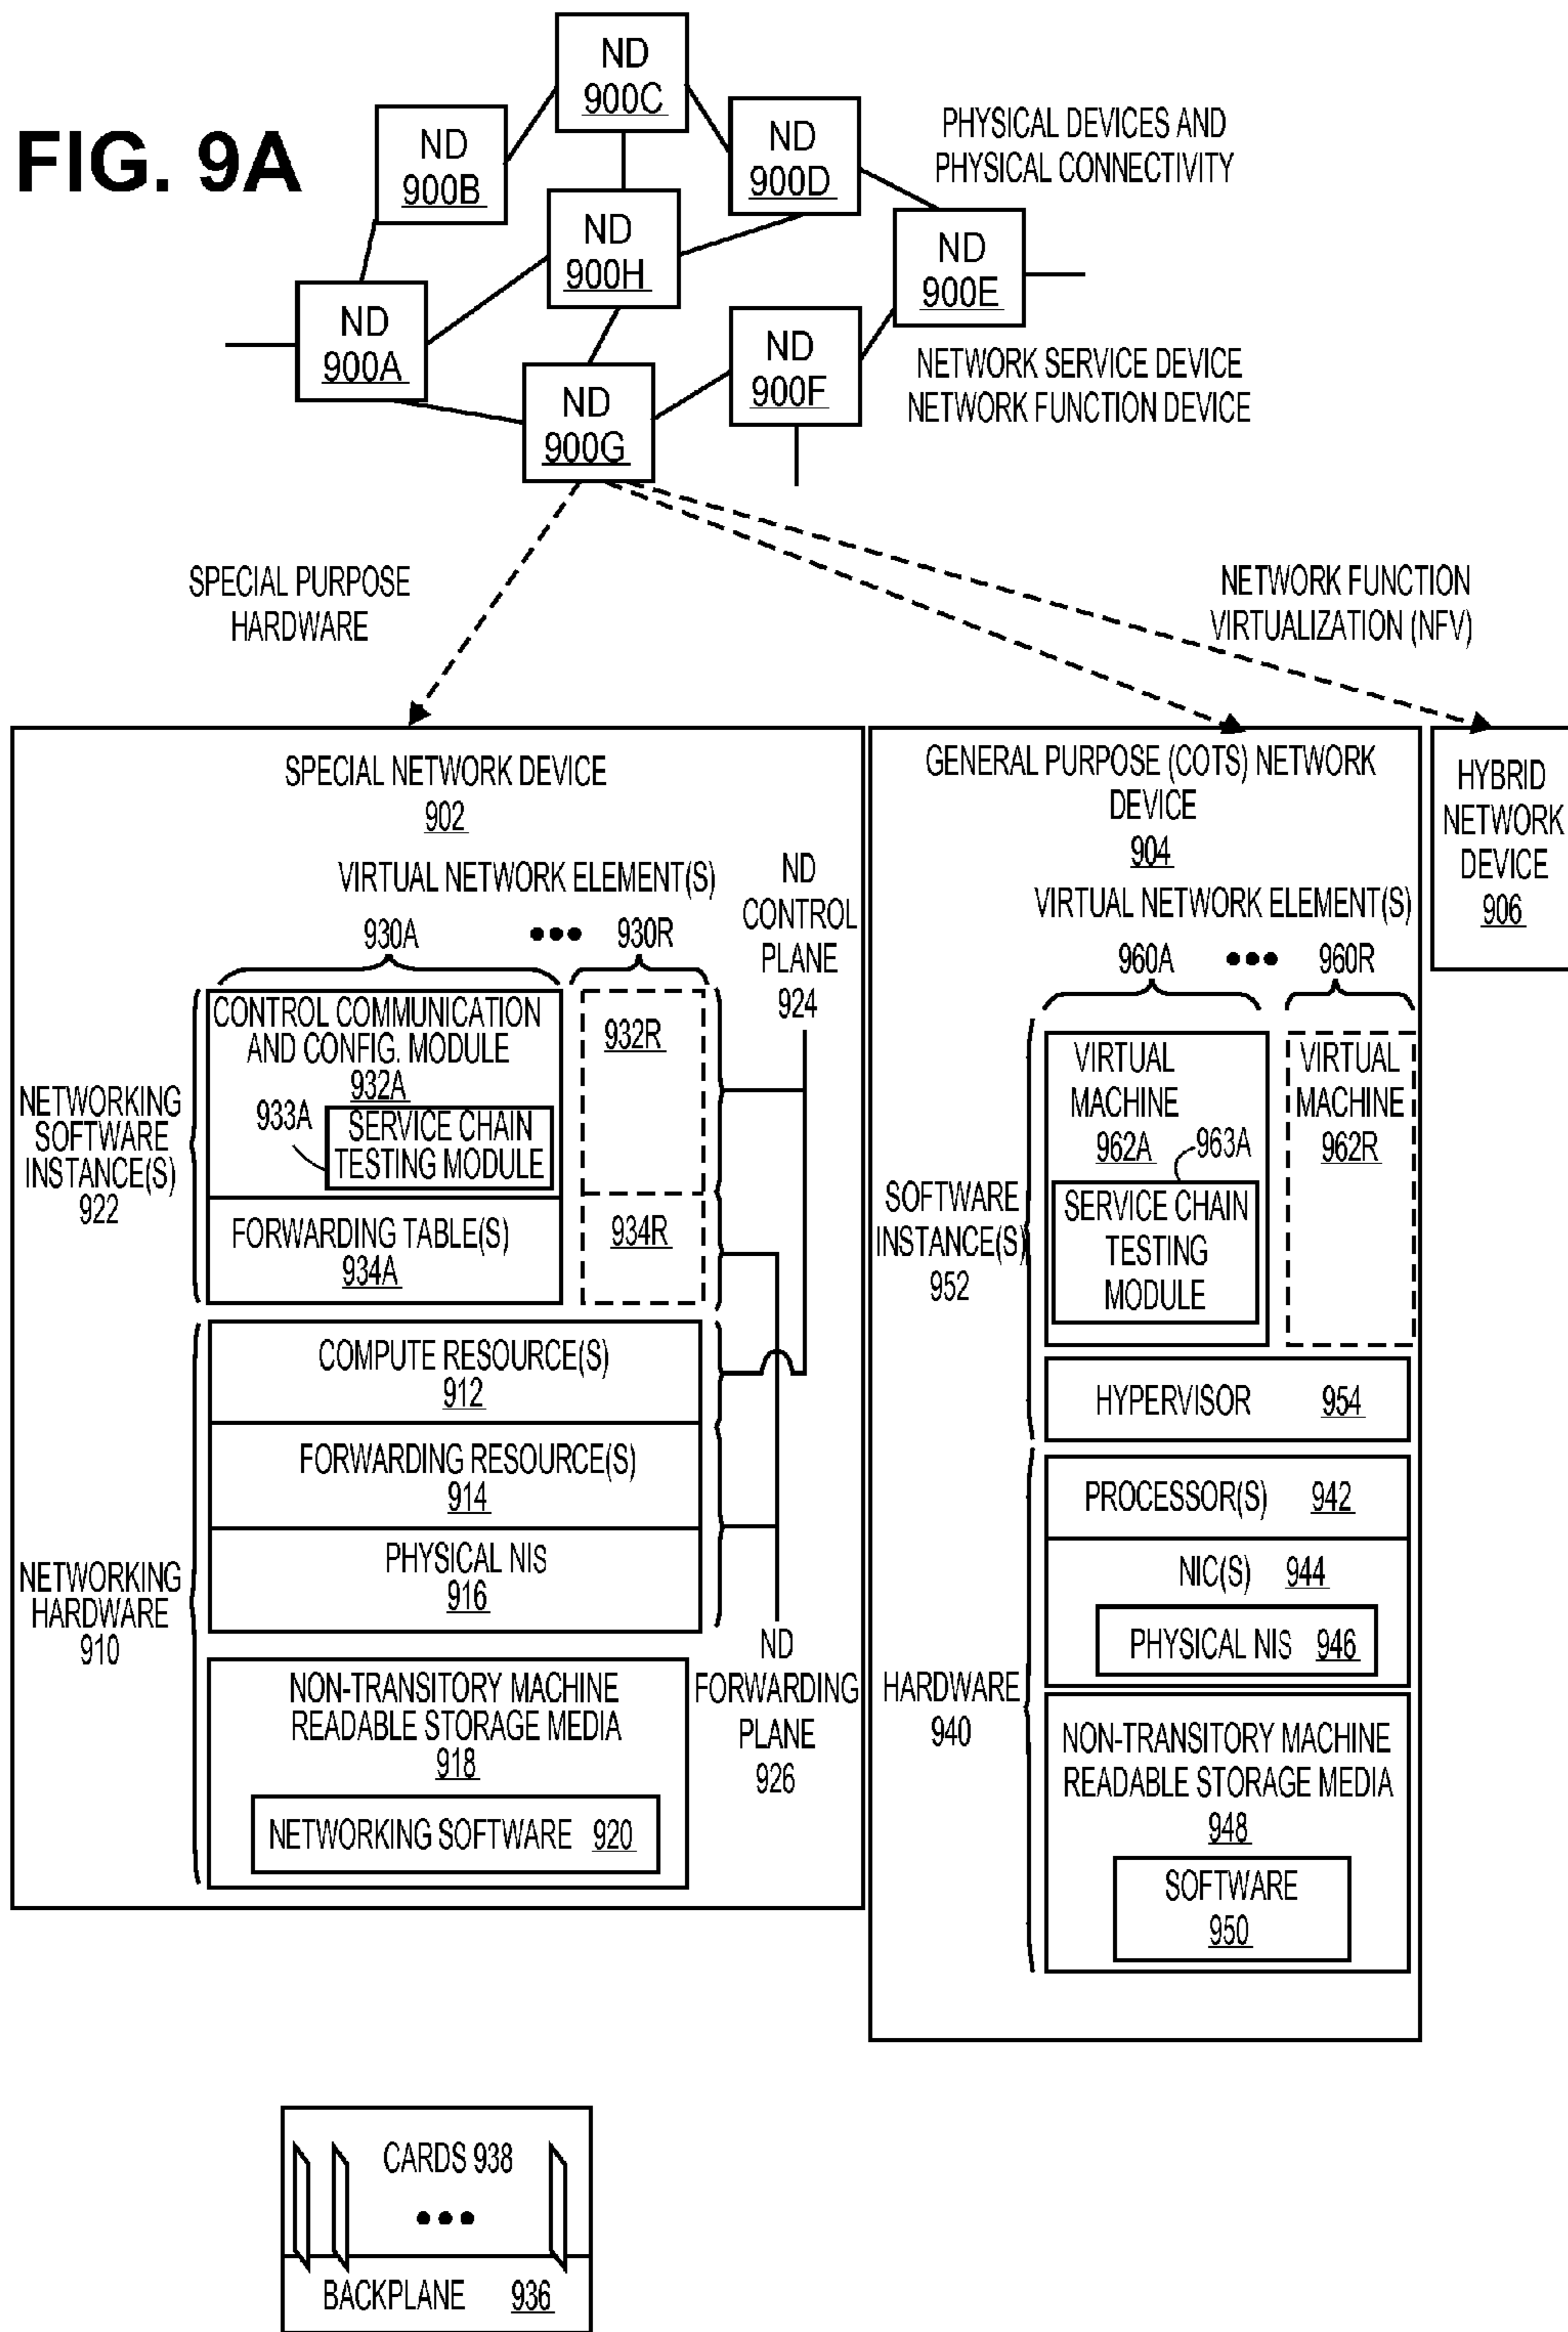 FIG. 9A
ND
900C
ND
900B
ND
900D
PHYSICAL DEVICES AND
PHYSICAL CONNECTIVITY
ND
900H
ND
900E
ND
900A
ND
900F
NETWORK SERVICE DEVICE
NETWORK FUNCTION DEVICE
ND
900G
SPECIAL PURPOSE
HARDWARE
NETWORK FUNCTION
VIRTUALIZATION (NFV)
SPECIAL NETWORK DEVICE
902
VIRTUAL NETWORK ELEMENT(S)
930A
••• 930R
ND
CONTROL
PLANE
924
CONTROL COMMUNICATION
AND CONFIG. MODULE
932A
933A
SERVICE CHAIN
TESTING MODULE
932R
NETWORKING
SOFTWARE
INSTANCE(S)
922
FORWARDING TABLE(S)
934A
934R
COMPUTE RESOURCE(S)
912
FORWARDING RESOURCE(S)
914
PHYSICAL NIS
916
NETWORKING
HARDWARE
910
ND
FORWARDING
PLANE
926
NON-TRANSITORY MACHINE
READABLE STORAGE MEDIA
918
NETWORKING SOFTWARE 920
GENERAL PURPOSE (COTS) NETWORK
DEVICE
904
VIRTUAL NETWORK ELEMENT(S)
960A ••• 960R
VIRTUAL
MACHINE
962A
963A
SERVICE CHAIN
TESTING
MODULE
VIRTUAL
MACHINE
962R
SOFTWARE
INSTANCE(S)
952
HYPERVISOR 954
PROCESSOR(S) 942
NIC(S) 944
PHYSICAL NIS 946
HARDWARE
940
NON-TRANSITORY MACHINE
READABLE STORAGE MEDIA
948
SOFTWARE
950
HYBRID
NETWORK
DEVICE
906
CARDS 938
•••
BACKPLANE 936